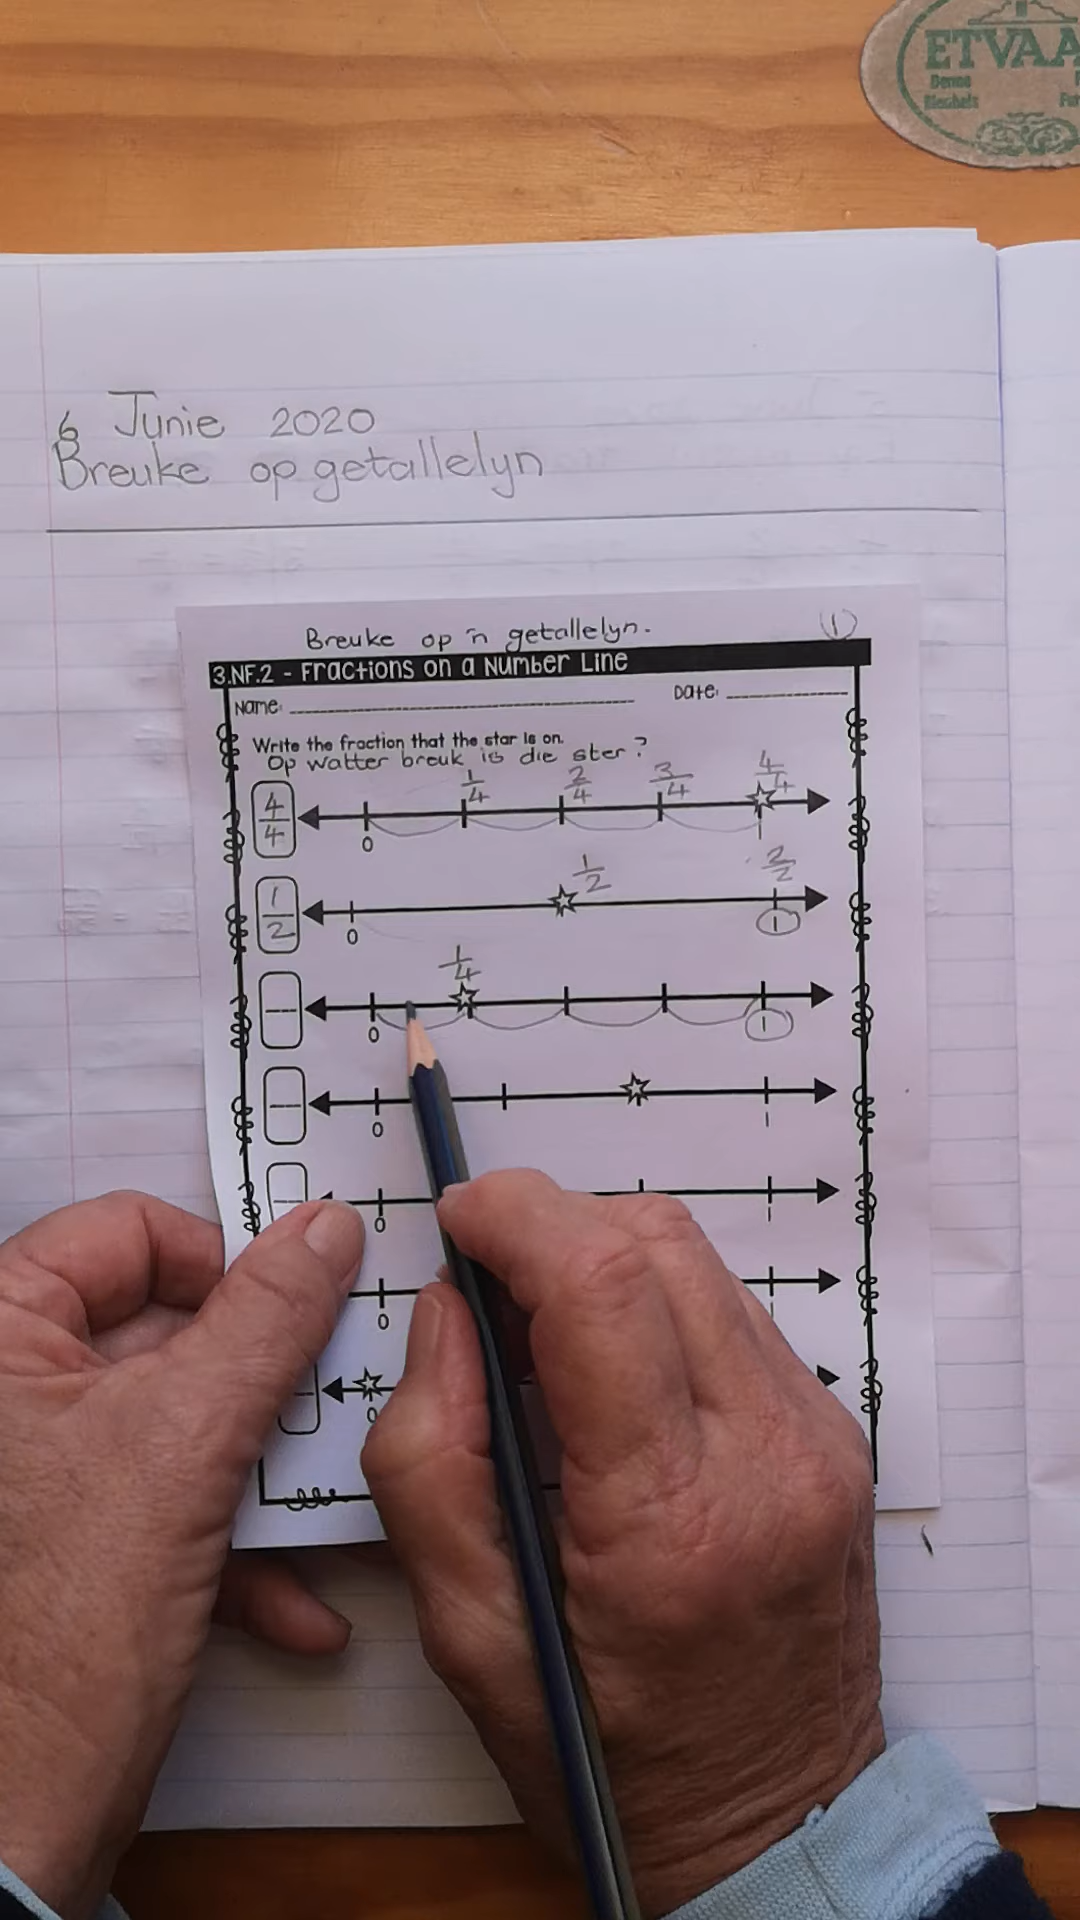 ETVAA
6 Junie 2020
Breuke op getallelyn
Breuke op 'n getallelyn. 1
3.NF.2 - Fractions on a Number Line
Name: Date:
Write the fraction that the star is on.
Op watter breuk is die ster?
1/4 2/4 3/4 4/4
4/4
0 1
1/2 2/2
1/2
0 1
1/4
0 1
0 1
0 1
0 1
0